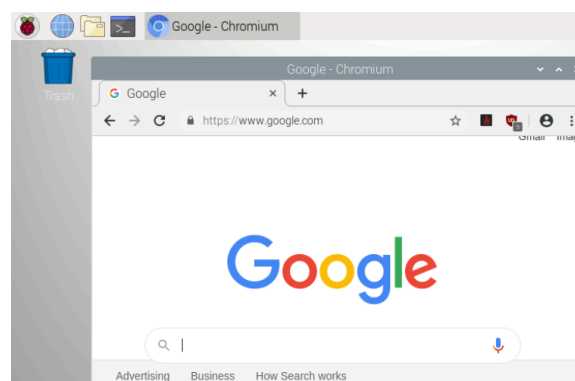 Google - Chromium
Trash
Google - Chromium
Google
https://www.google.com
Gmail
Google
Advertising Business How Search works